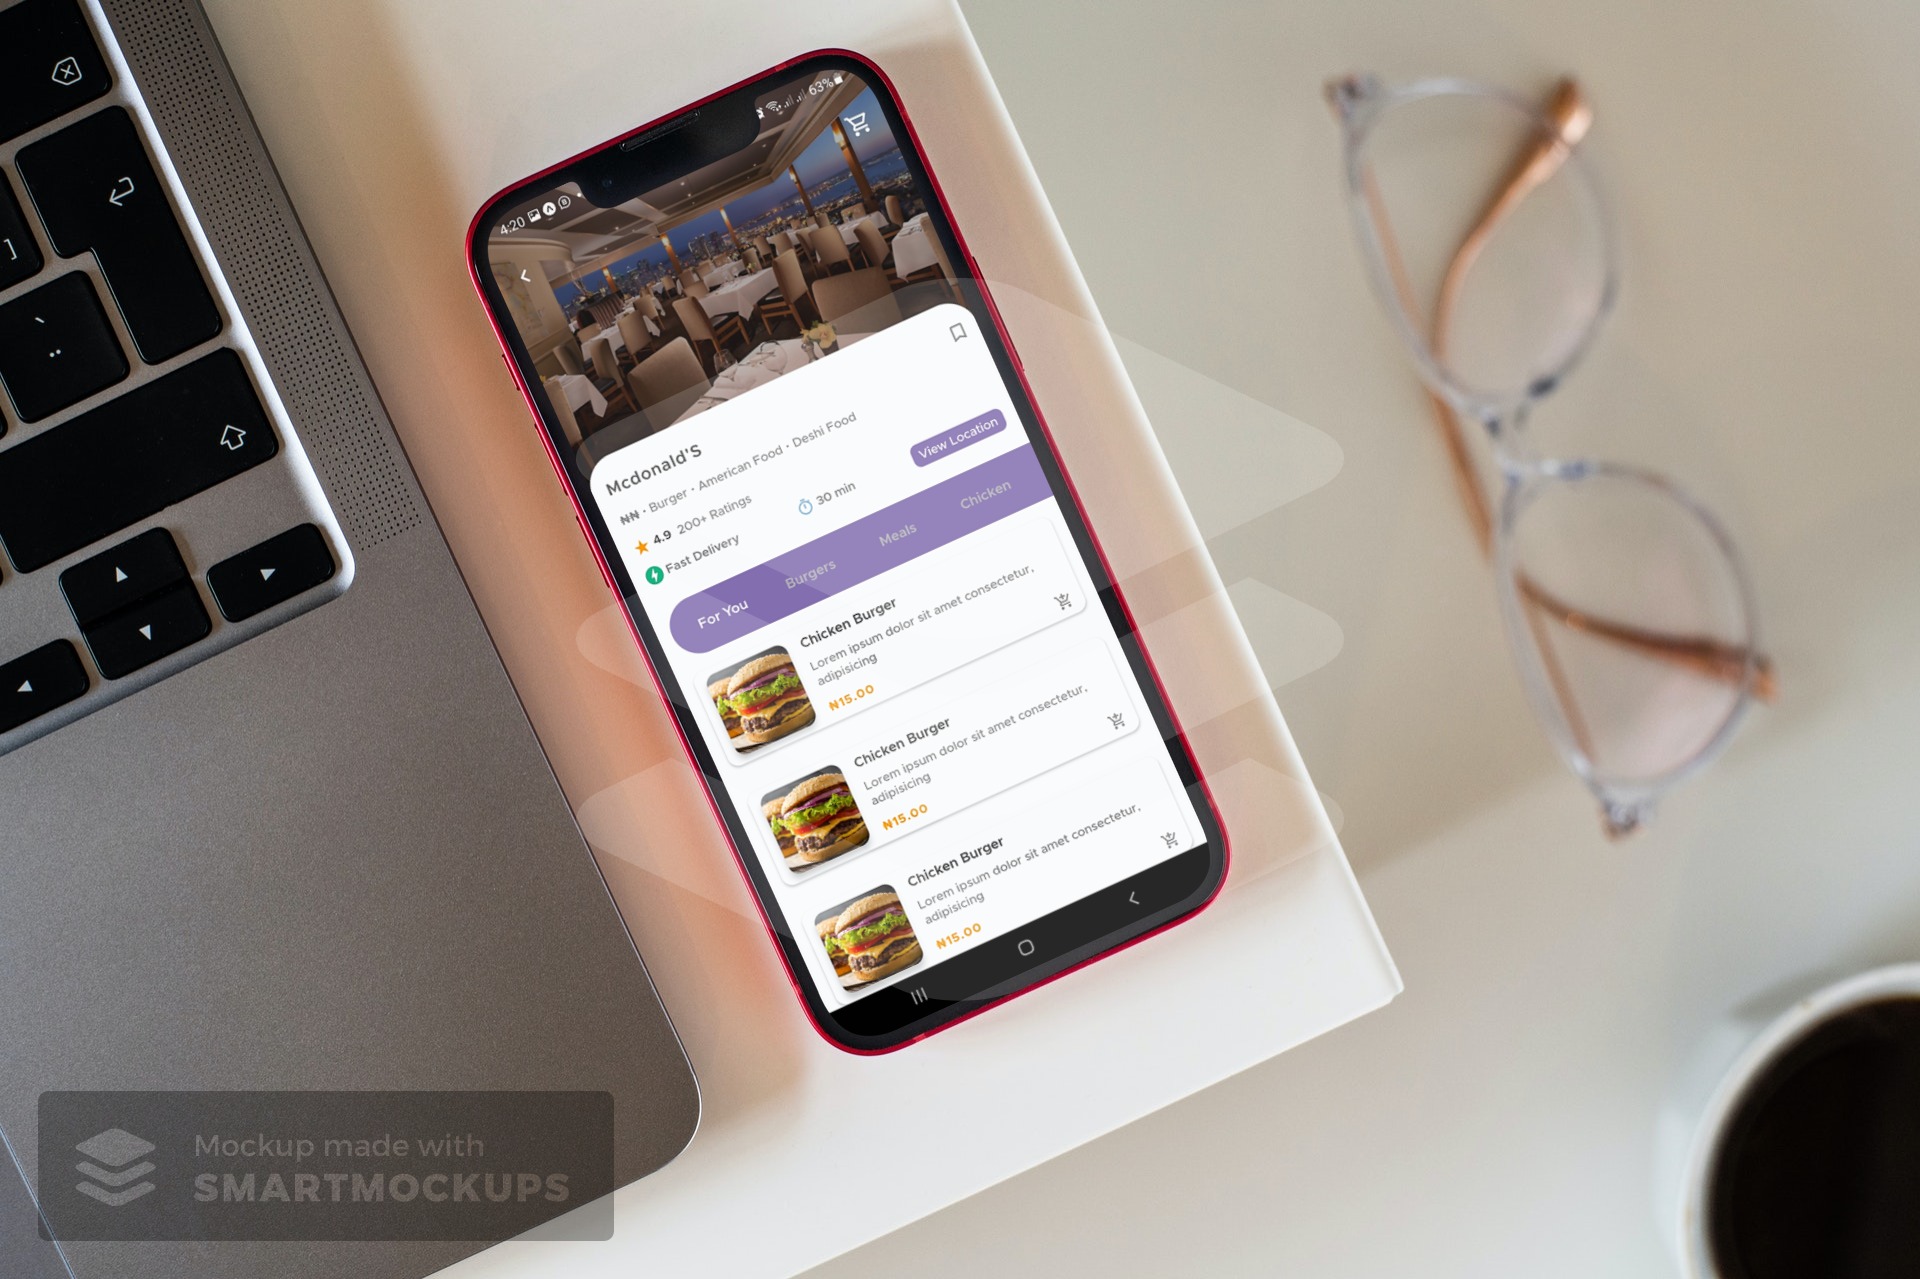 4:20
63%
Mcdonald'S
₦₦ • Burger • American Food • Deshi Food
4.9 200+ Ratings
30 min
View Location
Fast Delivery
For You
Burgers
Meals
Chicken
Chicken Burger
Lorem ipsum dolor sit amet consectetur,
adipisicing
₦15.00
Chicken Burger
Lorem ipsum dolor sit amet consectetur,
adipisicing
₦15.00
Chicken Burger
Lorem ipsum dolor sit amet consectetur,
adipisicing
₦15.00
]
Mockup made with
SMARTMOCKUPS